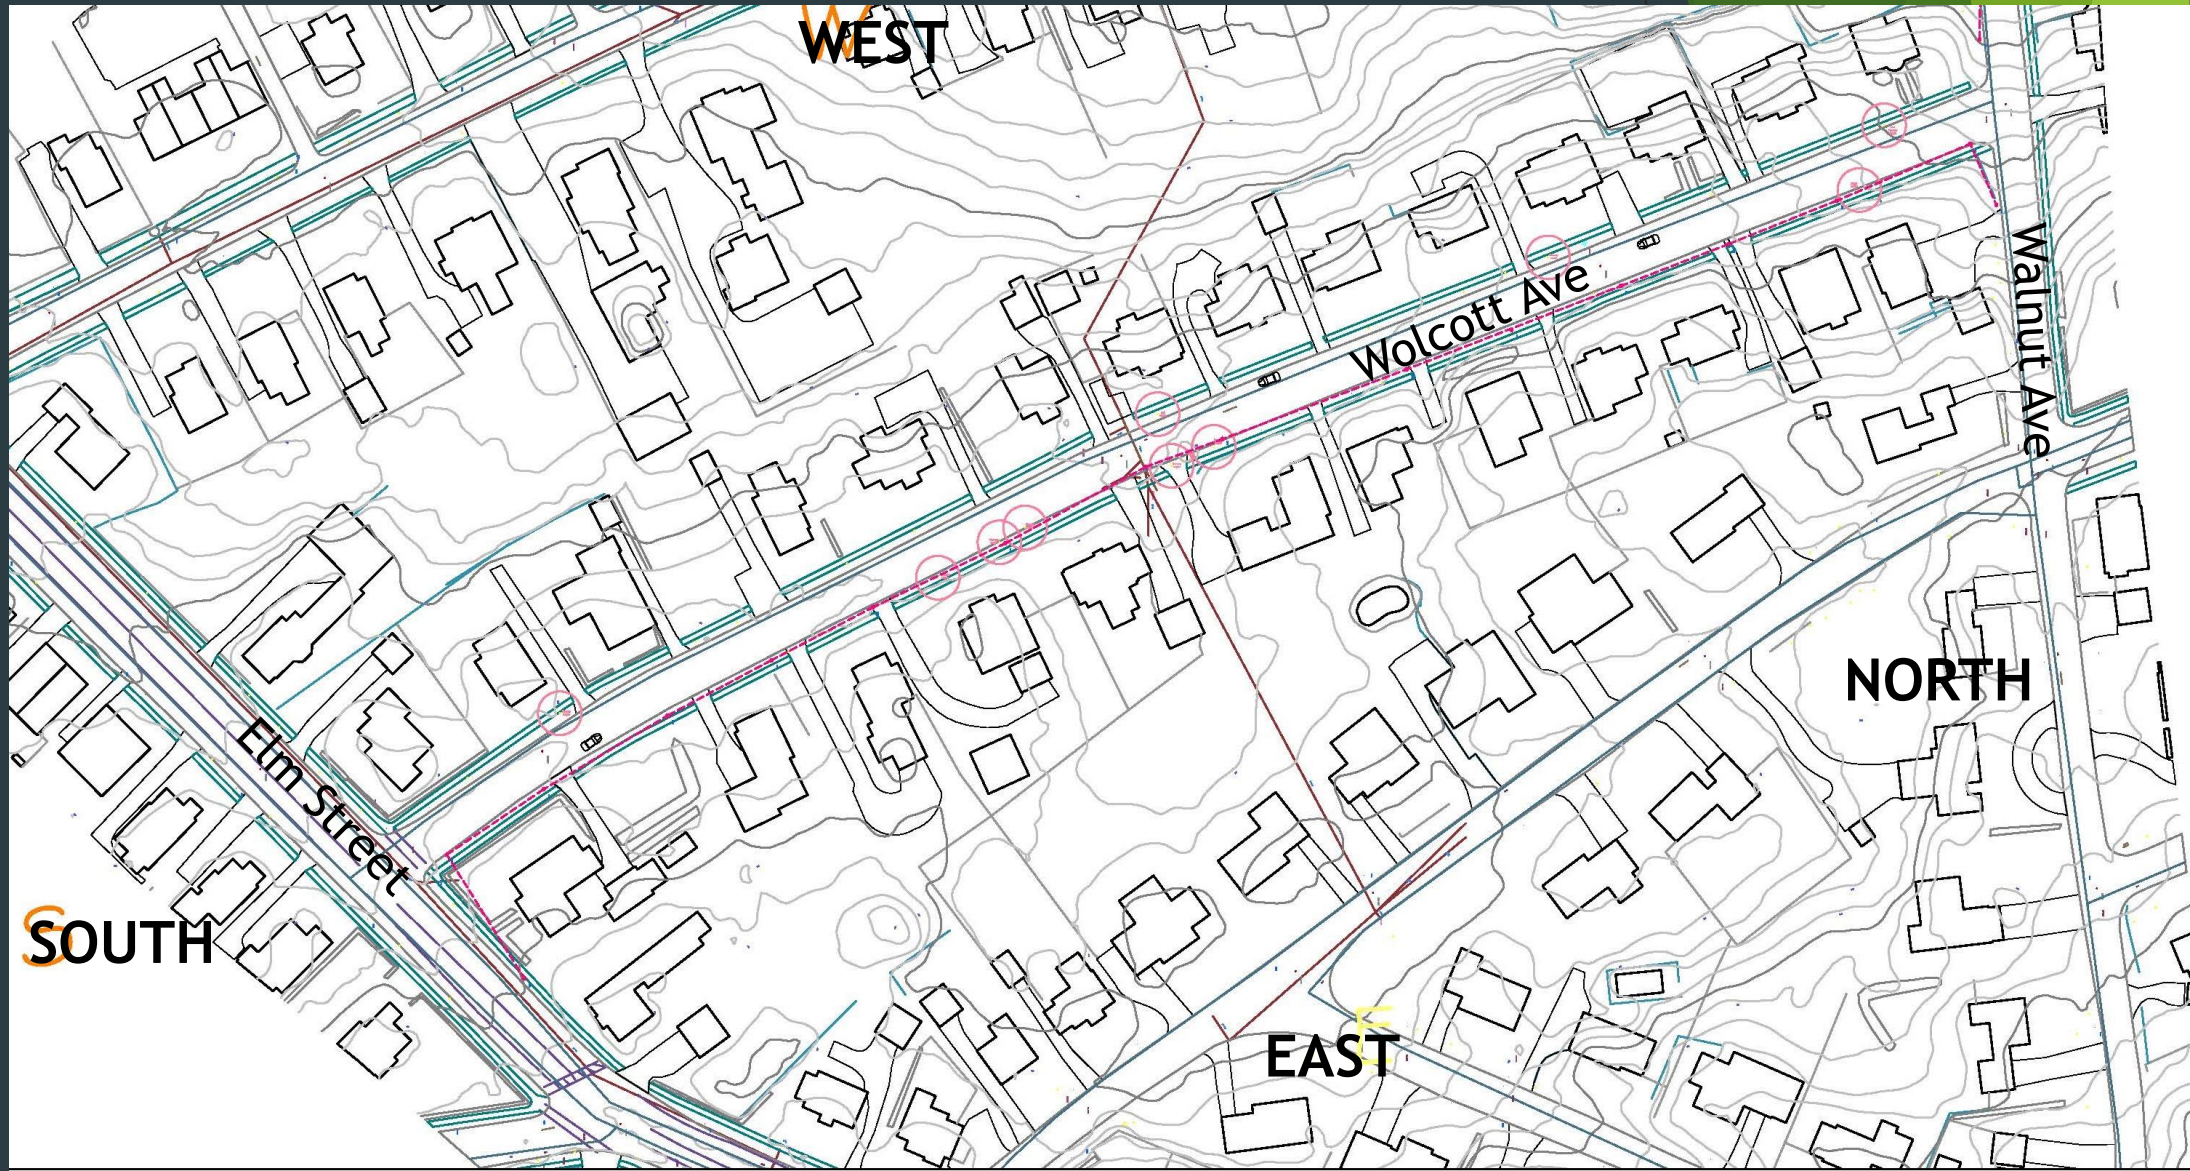 WEST
Wolcott Ave
Walnut Ave
NORTH
Elm Street
SOUTH
EAST